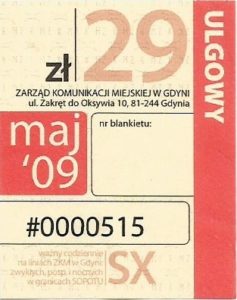 zł 29
ULGOWY
ZARZĄD KOMUNIKACJI MIEJSKIEJ W GDYNI
ul. Zakręt do Oksywia 10, 81-244 Gdynia
maj
'09
nr blankietu:
#0000515
ważny codziennie
na liniach ZKM w Gdyni:
zwykłych, posp. i nocnych
w granicach SOPOTU
SX